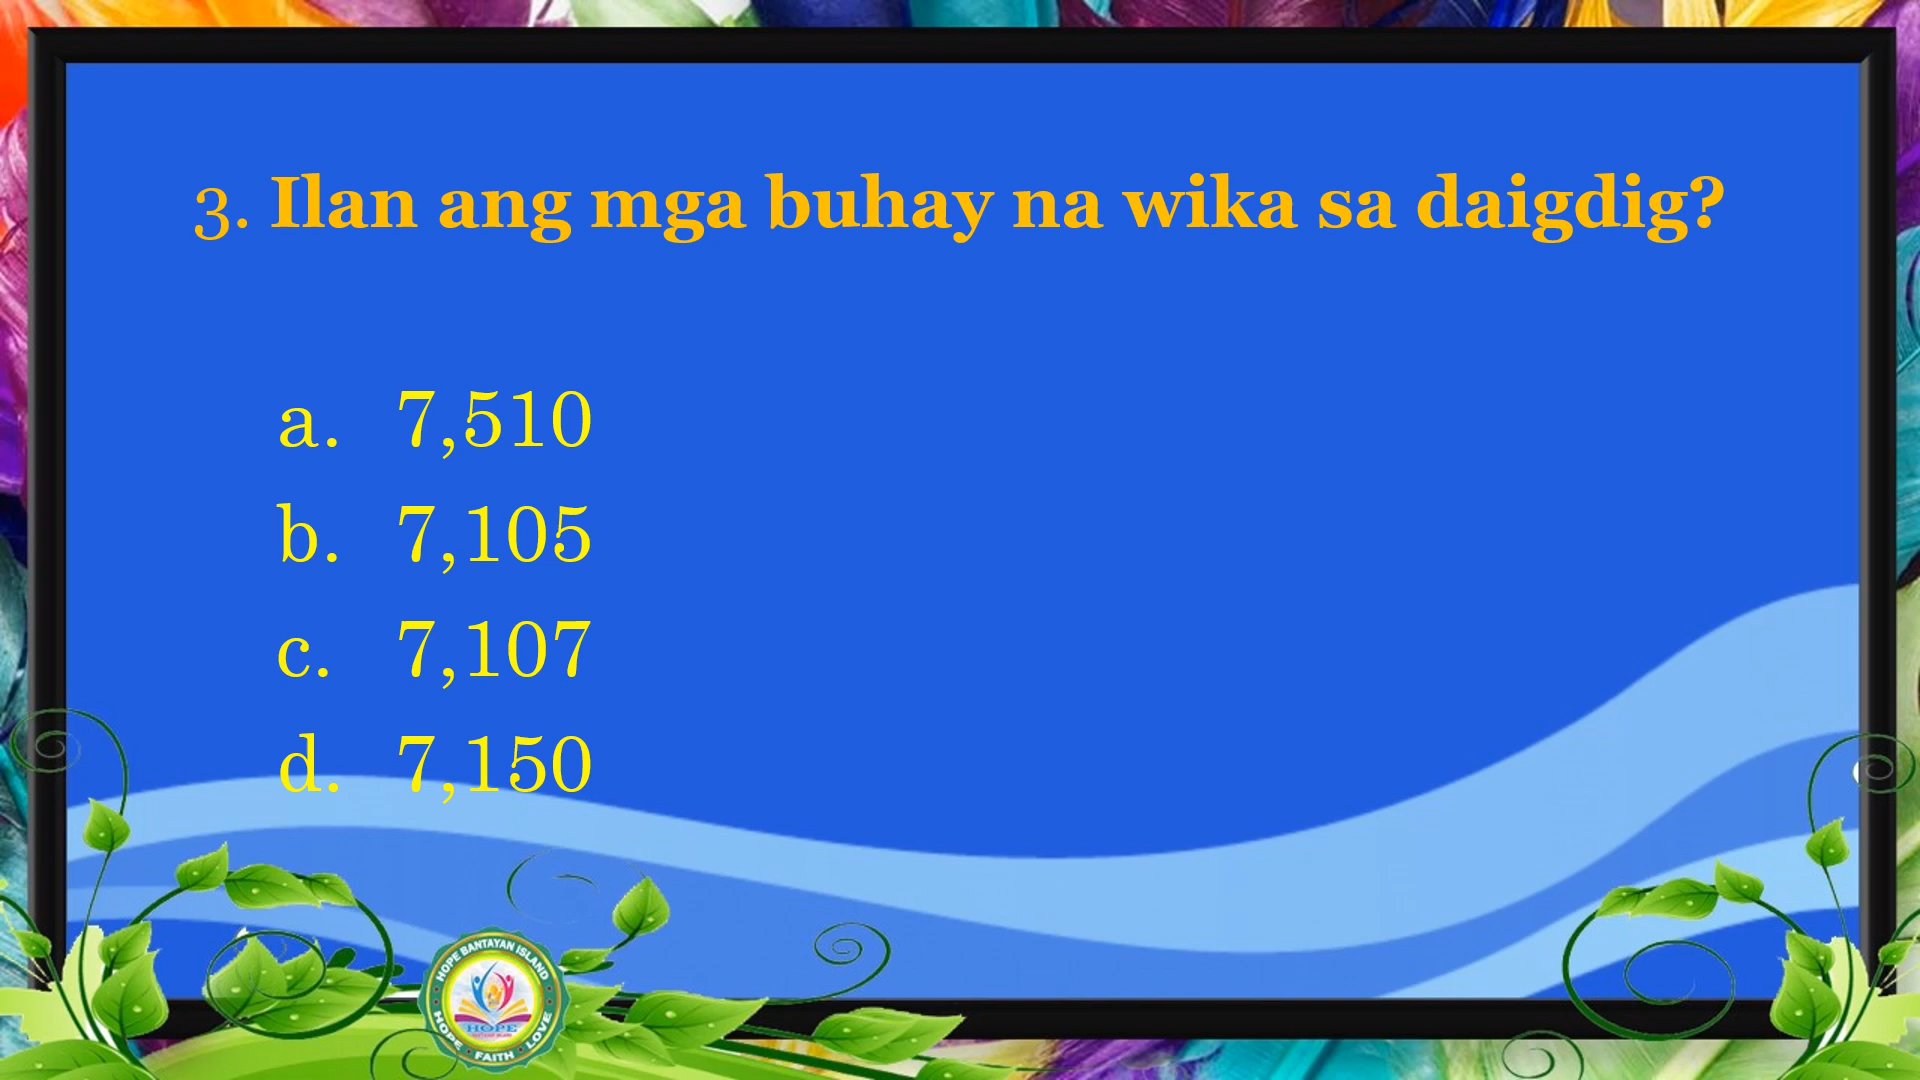 3. Ilan ang mga buhay na wika sa daigdig?
a. 7,510
b. 7,105
c. 7,107
d. 7,150
HOPE BANTAYAN ISLAND
HOPE
HOPE • FAITH • LOVE